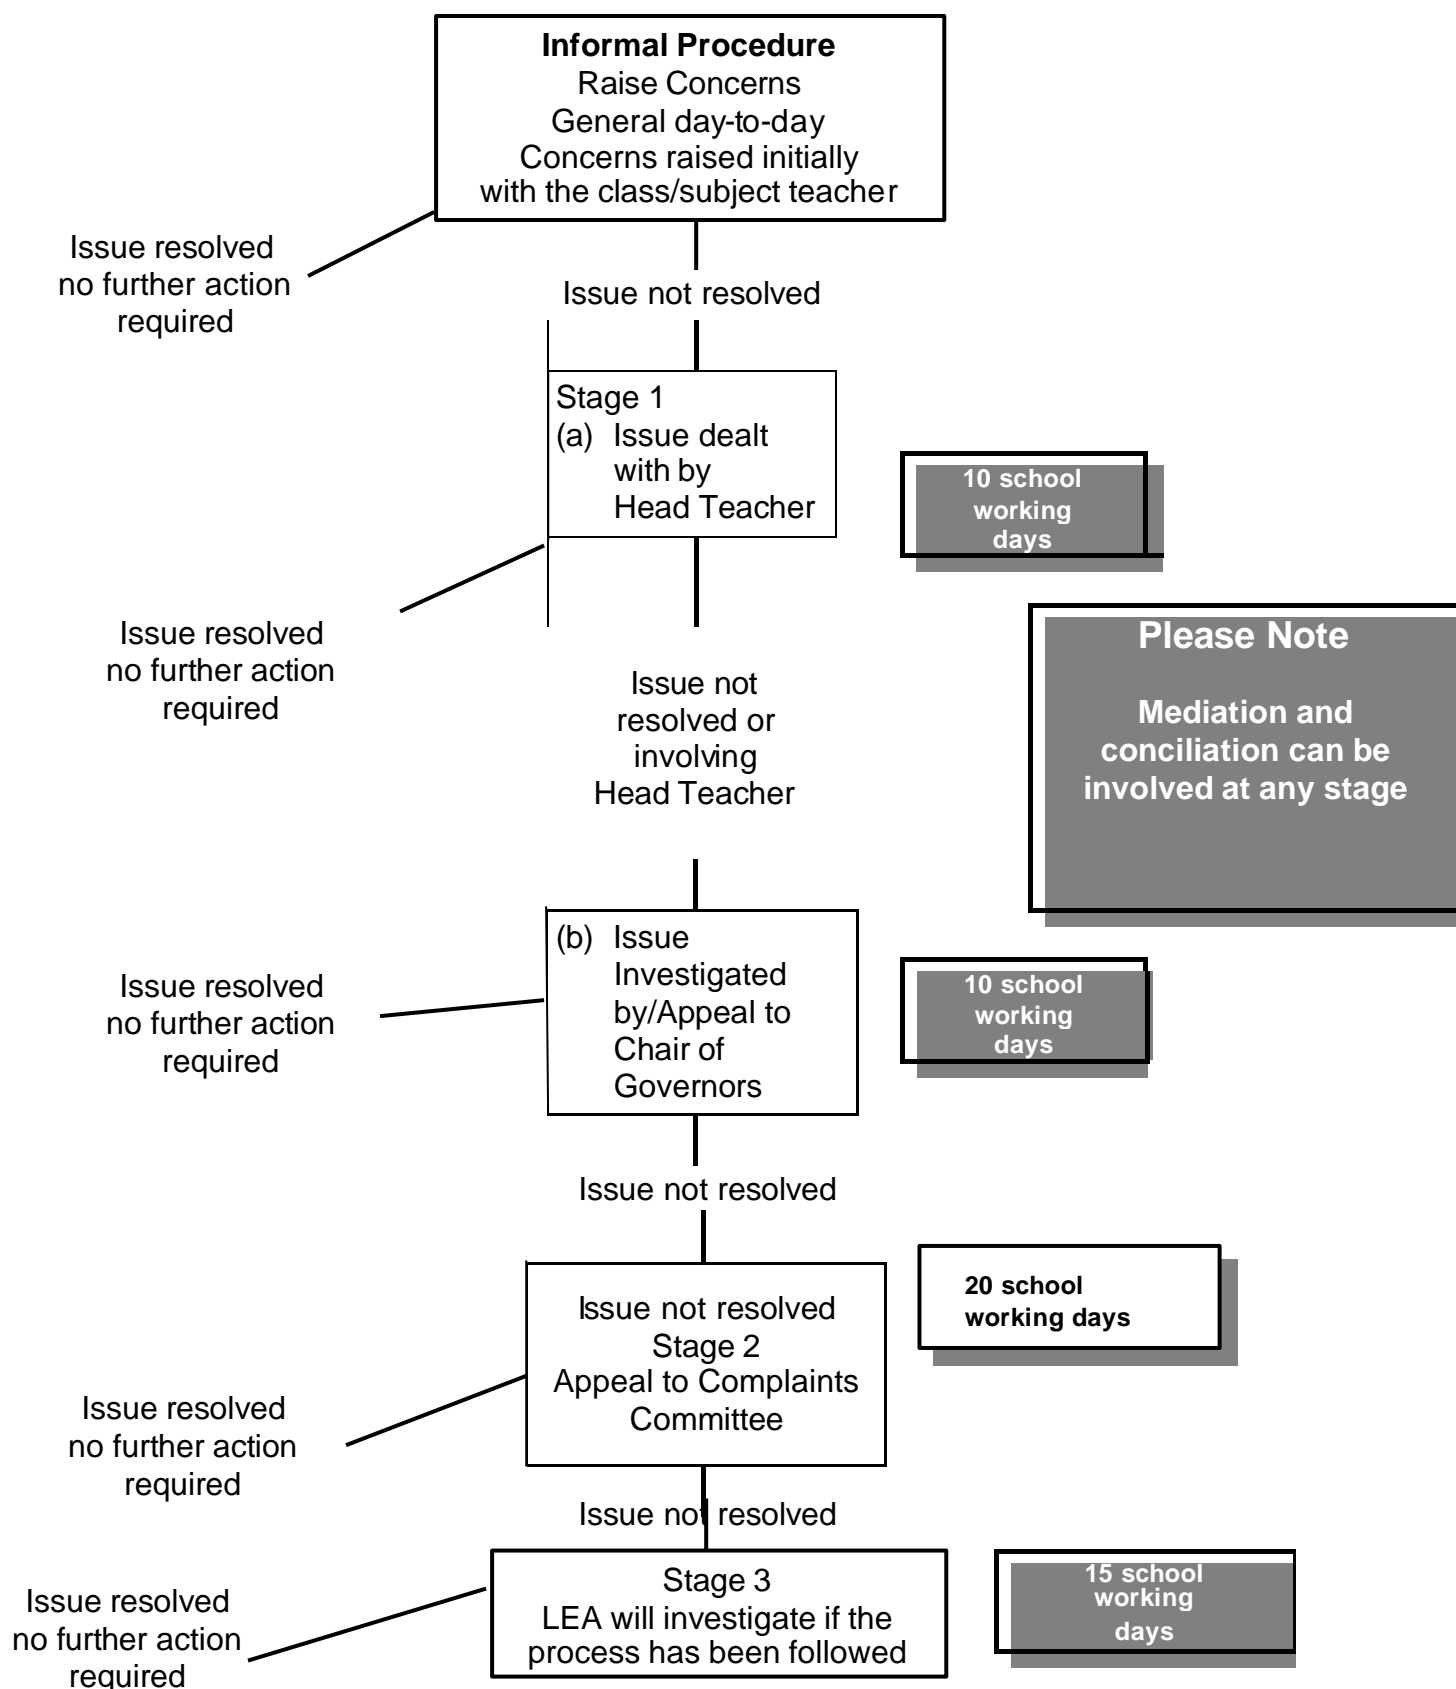 Informal Procedure
Raise Concerns
General day-to-day
Concerns raised initially
with the class/subject teacher
Issue resolved
no further action
required
Issue not resolved
Stage 1
(a) Issue dealt
with by
Head Teacher
10 school
working
days
Issue resolved
no further action
required
Issue not
resolved or
involving
Head Teacher
Please Note
Mediation and
conciliation can be
involved at any stage
(b) Issue
Investigated
by/Appeal to
Chair of
Governors
10 school
working
days
Issue resolved
no further action
required
Issue not resolved
Issue not resolved
Stage 2
Appeal to Complaints
Committee
20 school
working days
Issue resolved
no further action
required
Issue not resolved
Stage 3
LEA will investigate if the
process has been followed
15 school
working
days
Issue resolved
no further action
required